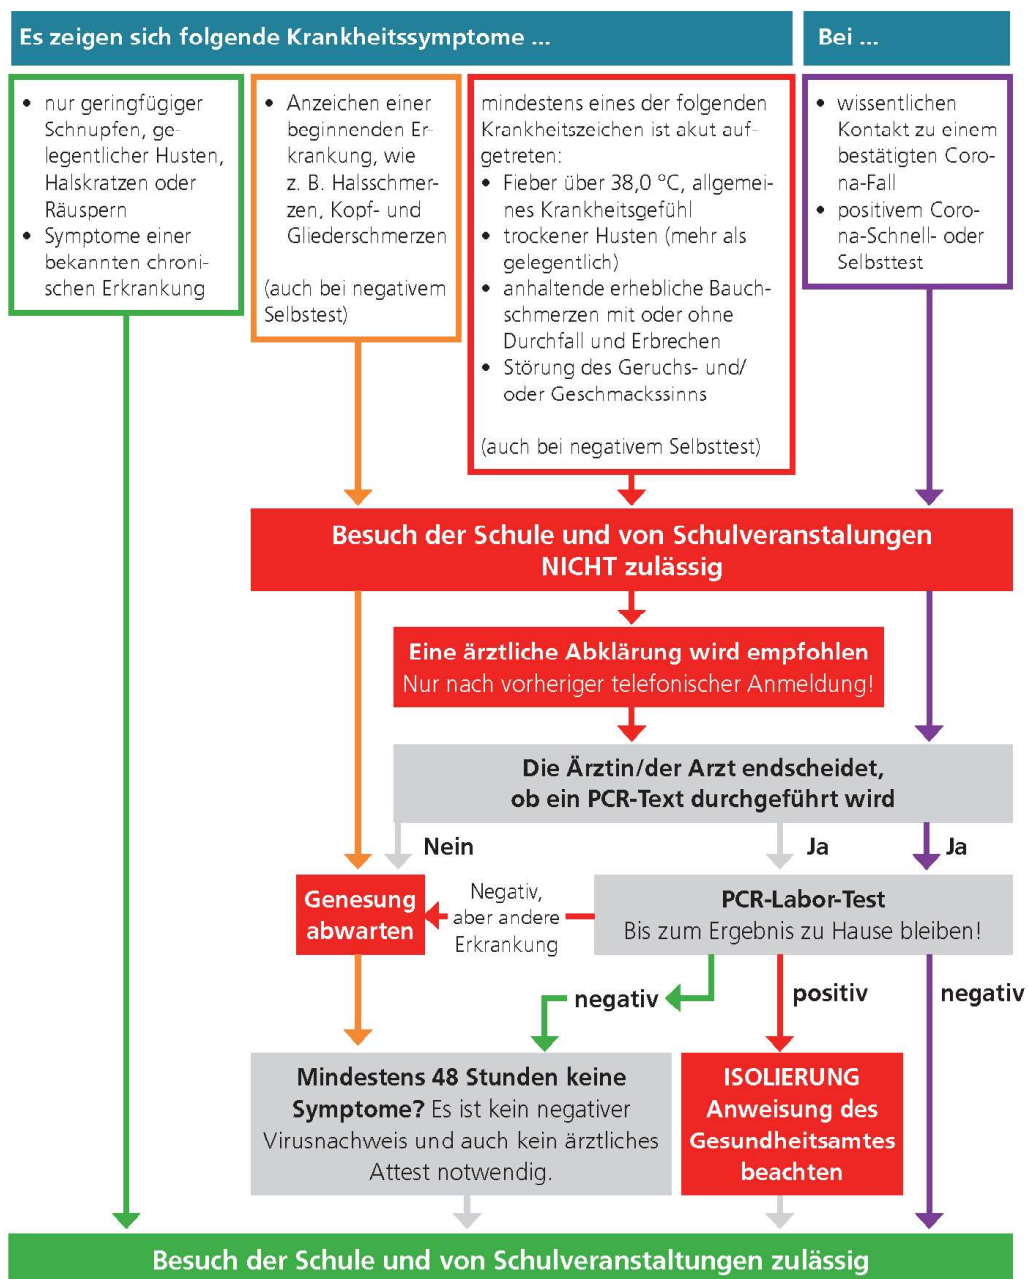 Es zeigen sich folgende Krankheitssymptome ...
Bei ...
• nur geringfügiger
Schnupfen, ge-
legentlicher Husten,
Halskratzen oder
Räuspern
• Symptome einer
bekannten chroni-
schen Erkrankung
• Anzeichen einer
beginnenden Er-
krankung, wie
z. B. Halsschmer-
zen, Kopf- und
Gliederschmerzen
(auch bei negativem
Selbstest)
mindestens eines der folgenden
Krankheitszeichen ist akut auf-
getreten:
• Fieber über 38,0 °C, allgemei-
nes Krankheitsgefühl
• trockener Husten (mehr als
gelegentlich)
• anhaltende erhebliche Bauch-
schmerzen mit oder ohne
Durchfall und Erbrechen
• Störung des Geruchs- und/
oder Geschmackssinns
(auch bei negativem Selbsttest)
• wissentlichen
Kontakt zu einem
bestätigten Coro-
na-Fall
• positivem Coro-
na-Schnell- oder
Selbsttest
Besuch der Schule und von Schulveranstalungen
NICHT zulässig
Eine ärztliche Abklärung wird empfohlen
Nur nach vorheriger telefonischer Anmeldung!
Die Ärztin/der Arzt endscheidet,
ob ein PCR-Text durchgeführt wird
Nein
Ja
Ja
Genesung
abwarten
Negativ,
aber andere
Erkrankung
PCR-Labor-Test
Bis zum Ergebnis zu Hause bleiben!
negativ
positiv
negativ
Mindestens 48 Stunden keine
Symptome? Es ist kein negativer
Virusnachweis und auch kein ärztliches
Attest notwendig.
ISOLIERUNG
Anweisung des
Gesundheitsamtes
beachten
Besuch der Schule und von Schulveranstaltungen zulässig